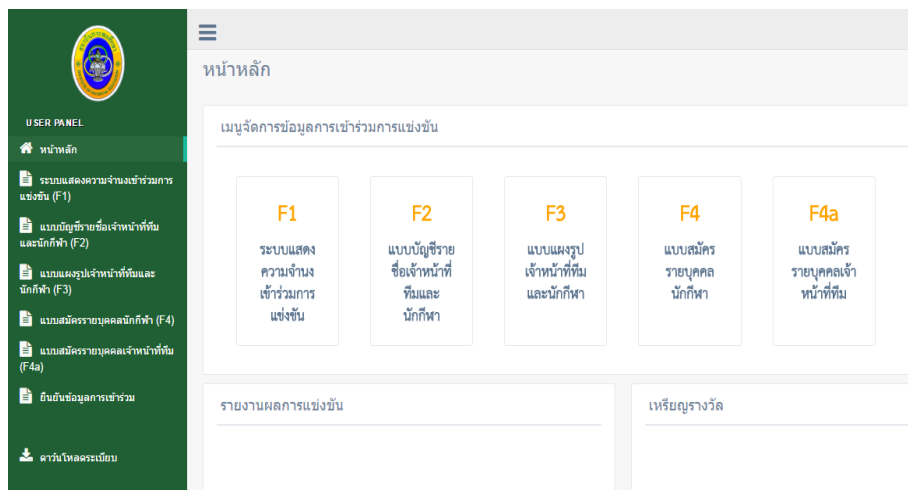 USER PANEL
หน้าหลัก
ระบบแสดงความจำนงเข้าร่วมการ
แข่งขัน (F1)
แบบบัญชีรายชื่อเจ้าหน้าที่ทีม
และนักกีฬา (F2)
แบบแผงรูปเจ้าหน้าที่ทีมและ
นักกีฬา (F3)
แบบสมัครรายบุคคลนักกีฬา (F4)
แบบสมัครรายบุคคลเจ้าหน้าที่ทีม
(F4a)
ยืนยันข้อมูลการเข้าร่วม
ดาวน์โหลดระเบียบ
หน้าหลัก
เมนูจัดการข้อมูลการเข้าร่วมการแข่งขัน
F1
ระบบแสดง
ความจำนง
เข้าร่วมการ
แข่งขัน
F2
แบบบัญชีราย
ชื่อเจ้าหน้าที่
ทีมและ
นักกีฬา
F3
แบบแผงรูป
เจ้าหน้าที่ทีม
และนักกีฬา
F4
แบบสมัคร
รายบุคคล
นักกีฬา
F4a
แบบสมัคร
รายบุคคลเจ้า
หน้าที่ทีม
รายงานผลการแข่งขัน
เหรียญรางวัล